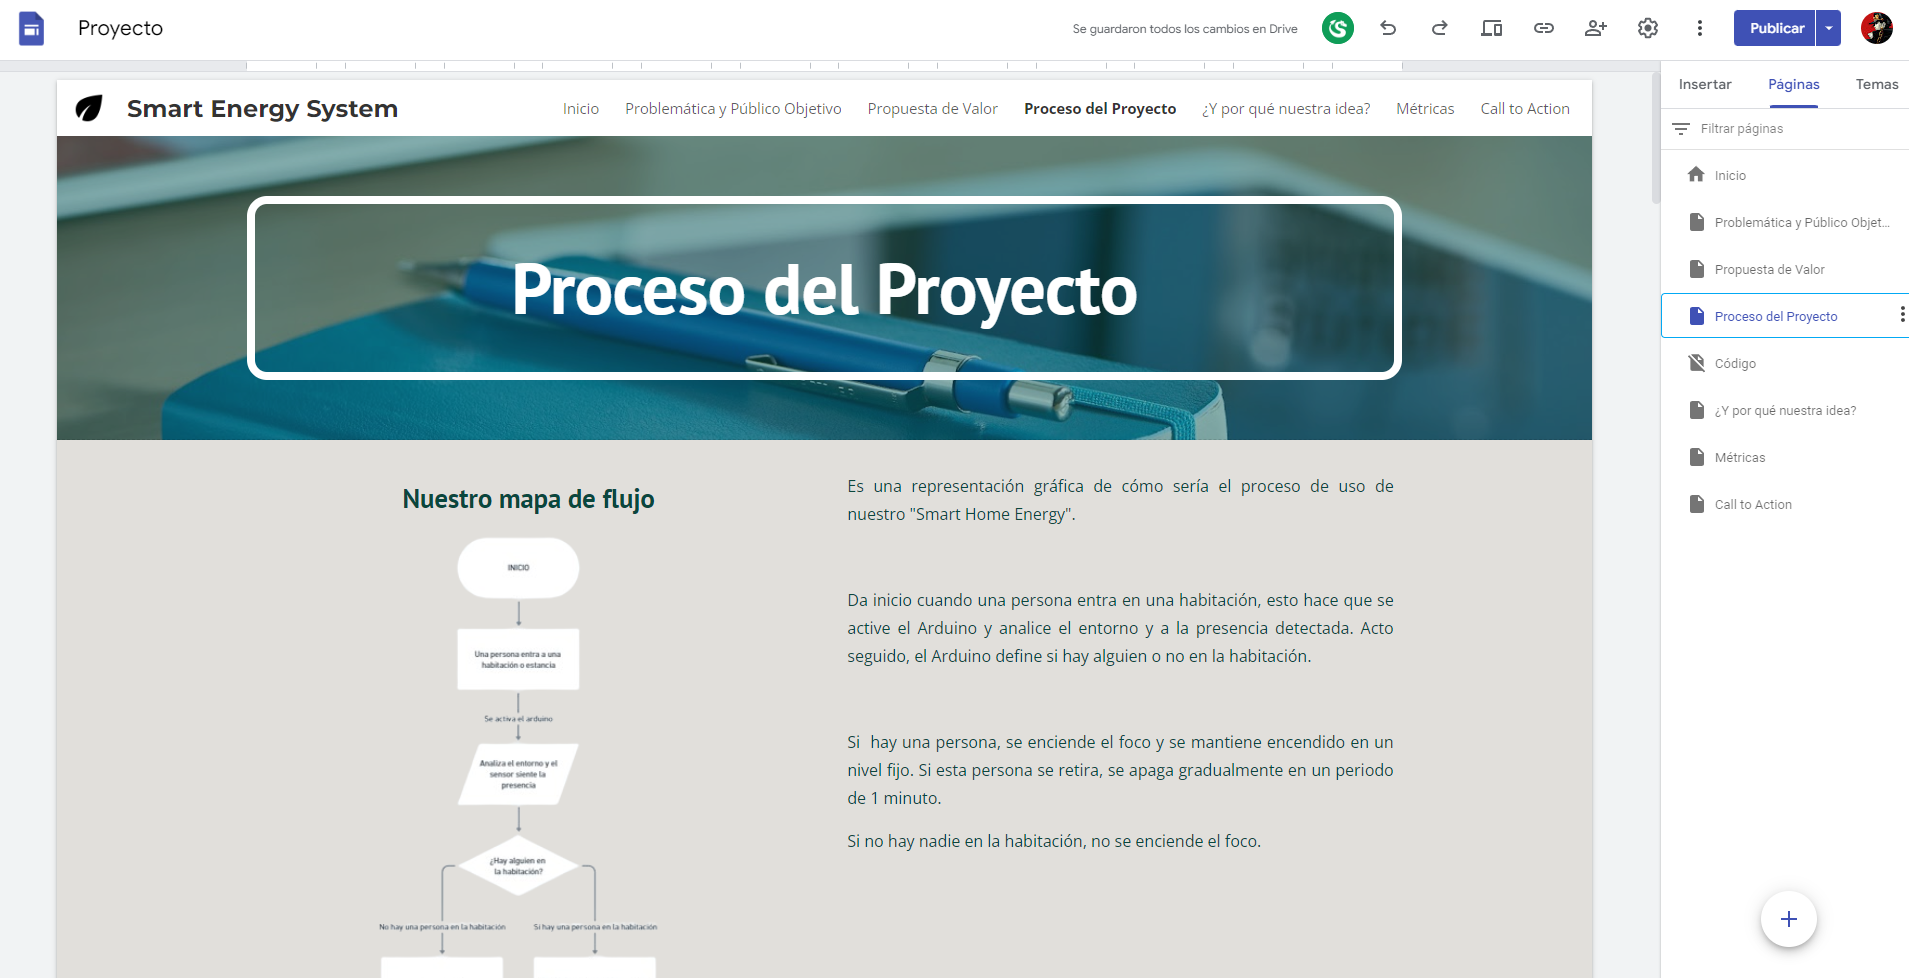 Proyecto
Se guardaron todos los cambios en Drive
Publicar
Smart Energy System
Inicio
Problemática y Público Objetivo
Propuesta de Valor
Proceso del Proyecto
¿Y por qué nuestra idea?
Métricas
Call to Action
Proceso del Proyecto
Nuestro mapa de flujo
INICIO
Una persona entra a una
habitación o estancia
Se activa el arduino
Analiza el entorno y el
sensor siente la
presencia
¿Hay alguien en
la habitación?
No hay una persona en la habitación
Si hay una persona en la habitación
Es una representación gráfica de cómo sería el proceso de uso de
nuestro "Smart Home Energy".
Da inicio cuando una persona entra en una habitación, esto hace que se
active el Arduino y analice el entorno y a la presencia detectada. Acto
seguido, el Arduino define si hay alguien o no en la habitación.
Si  hay una persona, se enciende el foco y se mantiene encendido en un
nivel fijo. Si esta persona se retira, se apaga gradualmente en un periodo
de 1 minuto.
Si no hay nadie en la habitación, no se enciende el foco.
Insertar
Páginas
Temas
Filtrar páginas
Inicio
Problemática y Público Objet...
Propuesta de Valor
Proceso del Proyecto
Código
¿Y por qué nuestra idea?
Métricas
Call to Action